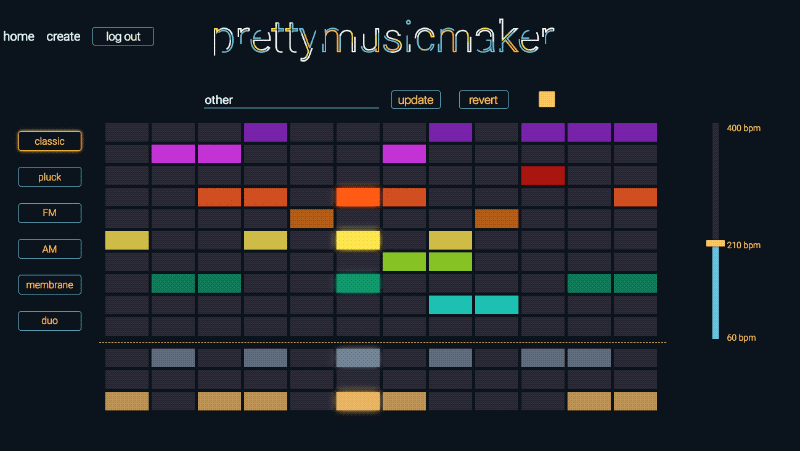 prettymusicmaker
home create log out
other update revert
classic
pluck
FM
AM
membrane
duo
400 bpm
210 bpm
60 bpm